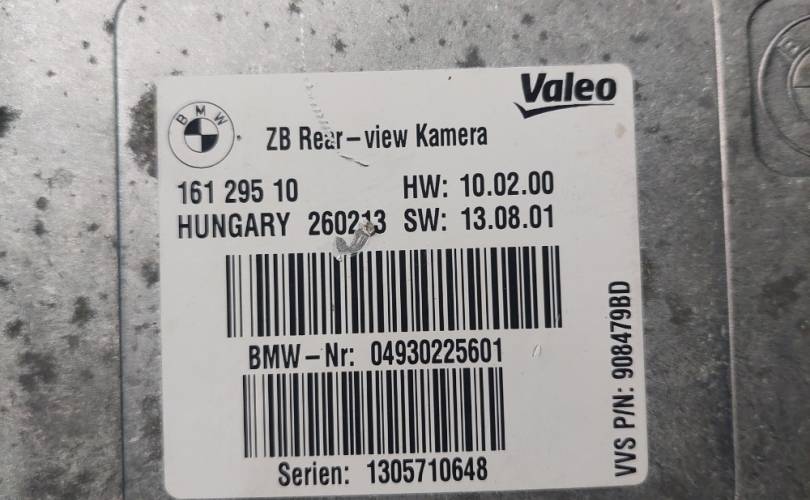 Valeo
BMW
ZB Rear-view Kamera
161 295 10 HW: 10.02.00
HUNGARY 260213 SW: 13.08.01
BMW-Nr: 04930225601
Serien: 1305710648
VVS P/N: 908479BD